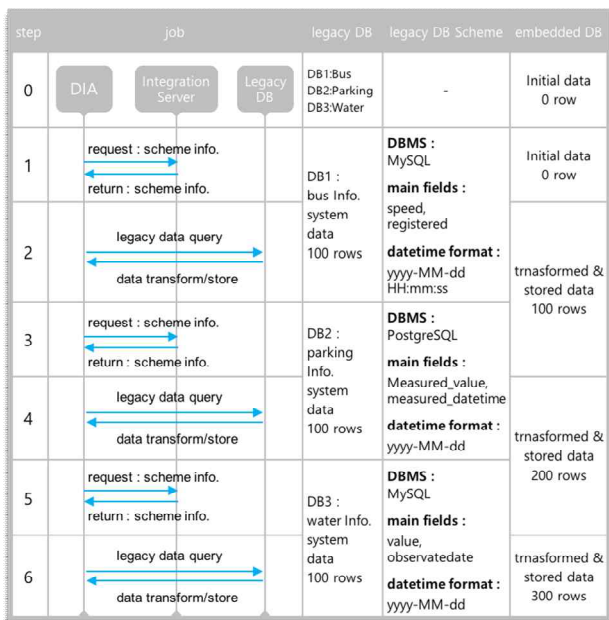 step job legacy DB legacy DB Scheme embedded DB
0
DIA
Integration
Server
Legacy
DB
DB1:Bus
DB2:Parking
DB3:Water
-
Initial data
0 row
1
request : scheme info.
return : scheme info.
DB1 :
bus Info.
system
data
100 rows
DBMS :
MySQL
main fields :
speed,
registered
datetime format :
yyyy-MM-dd
HH:mm:ss
Initial data
0 row
2
legacy data query
data transform/store
trnasformed &
stored data
100 rows
3
request : scheme info.
return : scheme info.
DB2 :
parking
Info.
system
data
100 rows
DBMS :
PostgreSQL
main fields :
Measured_value,
measured_datetime
datetime format :
yyyy-MM-dd
4
legacy data query
data transform/store
trnasformed &
stored data
200 rows
5
request : scheme info.
return : scheme info.
DB3 :
water Info.
system
data
100 rows
DBMS :
MySQL
main fields :
value,
observatedate
datetime format :
yyyy-MM-dd
6
legacy data query
data transform/store
trnasformed &
stored data
300 rows